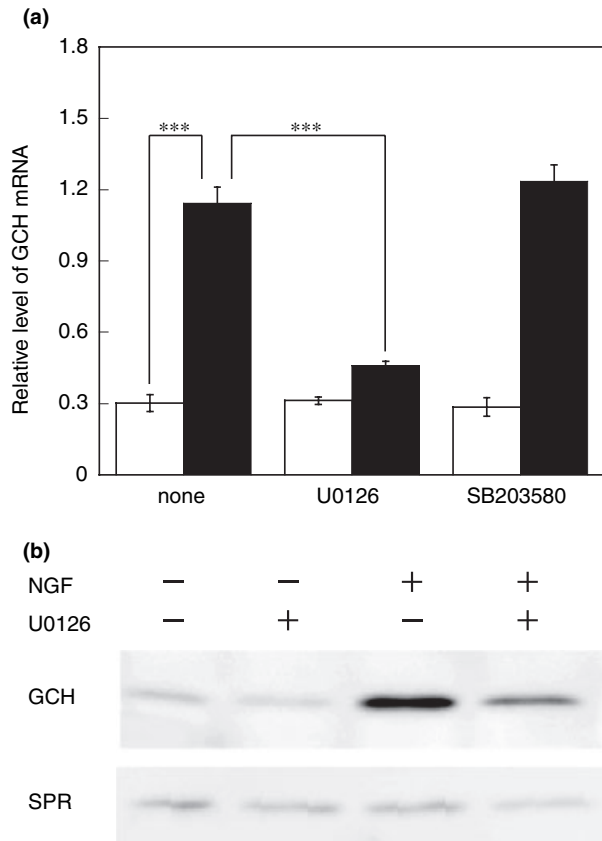 (a)
1.8
1.5
1.2
0.9
0.6
0.3
0
Relative level of GCH mRNA
*** ***
none U0126 SB203580
(b)
NGF − − + +
U0126 − + − +
GCH
SPR